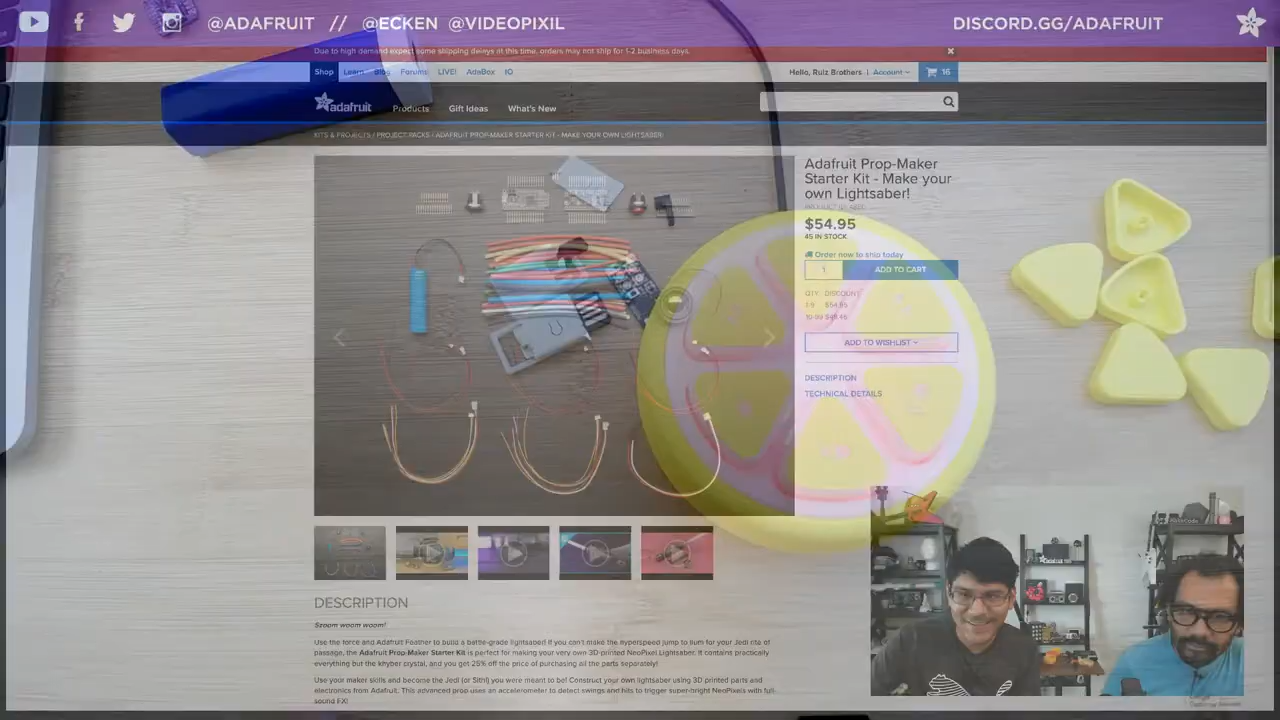 @ADAFRUIT // @ECKEN @VIDEOPIXIL
DISCORD.GG/ADAFRUIT
Due to high demand expect some shipping delays at this time, orders may not ship for 1-2 business days.
Shop Learn Blog Forums LIVE! AdaBox IO
Hello, Ruiz Brothers | Account
16
adafruit
Products Gift Ideas What's New
KITS & PROJECTS / PROJECT PACKS / ADAFRUIT PROP-MAKER STARTER KIT - MAKE YOUR OWN LIGHTSABER!
Adafruit Prop-Maker
Starter Kit - Make your
own Lightsaber!
$54.95
45 IN STOCK
Order now to ship today
1 ADD TO CART
QTY DISCOUNT
1-9 $54.95
ADD TO WISHLIST
DESCRIPTION
TECHNICAL DETAILS
DESCRIPTION
Szoom woom woom!
Use the force and Adafruit Feather to build a battle-grade lightsaber! If you can't make the hyperspeed jump to Ilum for your Jedi rite of
passage, the Adafruit Prop-Maker Starter Kit is perfect for making your very own 3D-printed NeoPixel Lightsaber. It contains practically
everything but the khyber crystal, and you get 25% off the price of purchasing all the parts separately!
Use your maker skills and become the Jedi (or Sith!) you were meant to be! Construct your own lightsaber using 3D printed parts and
electronics from Adafruit. This advanced prop uses an accelerometer to detect swings and hits to trigger super-bright NeoPixels with full-
sound FX!